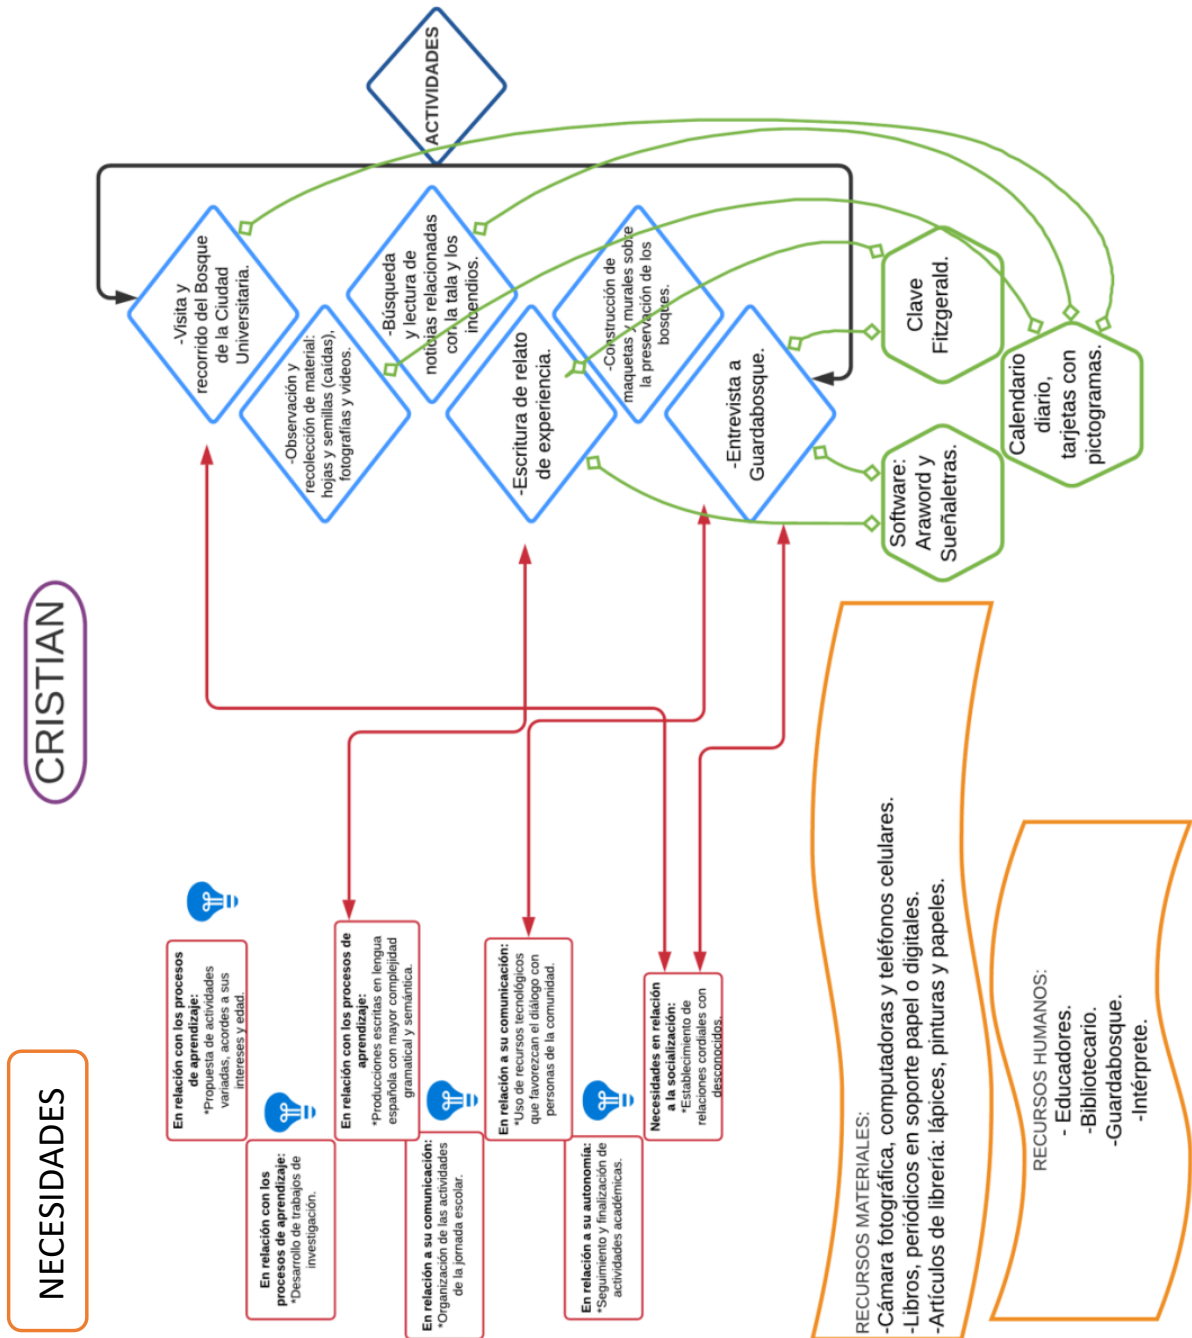 NECESIDADES
CRISTIAN
ACTIVIDADES
En relación con los procesos
de aprendizaje:
*Propuesta de actividades
variadas, acordes a sus
intereses y edad.
En relación con los
procesos de aprendizaje:
*Desarrollo de trabajos de
investigación.
En relación con los procesos de
aprendizaje:
*Producciones escritas en lengua
española con mayor complejidad
gramatical y semántica.
En relación a su comunicación:
*Organización de las actividades
de la jornada escolar.
En relación a su comunicación:
*Uso de recursos tecnológicos
que favorezcan el diálogo con
personas de la comunidad.
En relación a su autonomía:
*Seguimiento y finalización de
actividades académicas.
Necesidades en relación
a la socialización:
*Establecimiento de
relaciones cordiales con
desconocidos.
-Visita y
recorrido del Bosque
de la Ciudad
Universitaria.
-Observación y
recolección de material:
hojas y semillas (caídas),
fotografías y videos.
-Búsqueda
y lectura de
noticias relacionadas
con la tala y los
incendios.
-Escritura de relato
de experiencia.
-Construcción de
maquetas y murales sobre
la preservación de los
bosques.
-Entrevista a
Guardabosque.
Software:
Araword y
Sueñaletras.
Clave
Fitzgerald.
Calendario
diario,
tarjetas con
pictogramas.
RECURSOS MATERIALES:
-Cámara fotográfica, computadoras y teléfonos celulares.
-Libros, periódicos en soporte papel o digitales.
-Artículos de librería: lápices, pinturas y papeles.
RECURSOS HUMANOS:
- Educadores.
-Bibliotecario.
-Guardabosque.
-Intérprete.